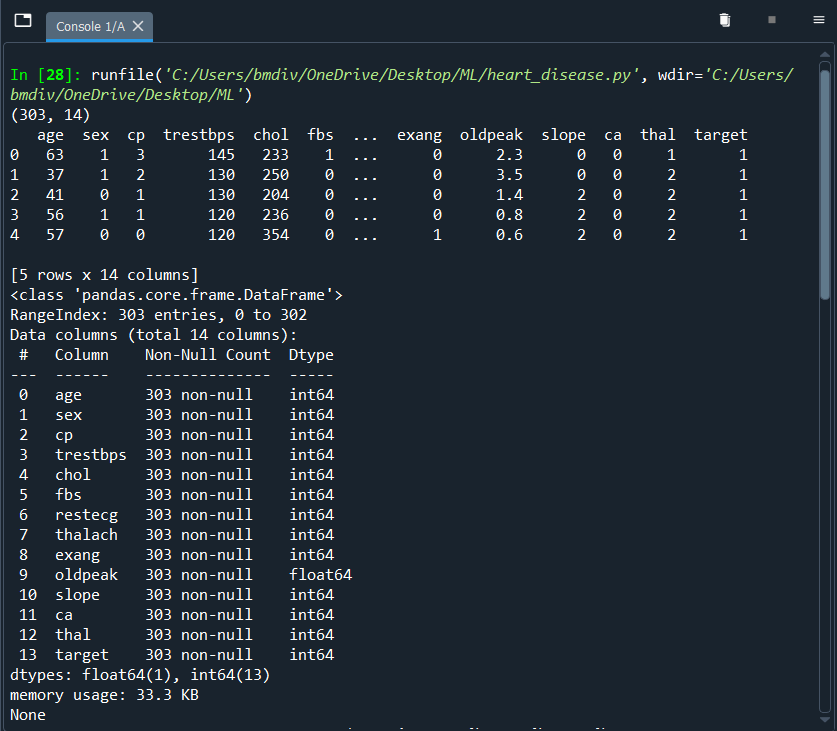 Console 1/A
In [28]: runfile('C:/Users/bmdiv/OneDrive/Desktop/ML/heart_disease.py', wdir='C:/Users/
bmdiv/OneDrive/Desktop/ML')
(303, 14)
   age  sex  cp  trestbps  chol  fbs  ...  exang  oldpeak  slope  ca  thal  target
0   63    1   3       145   233    1  ...      0      2.3      0   0     1       1
1   37    1   2       130   250    0  ...      0      3.5      0   0     2       1
2   41    0   1       130   204    0  ...      0      1.4      2   0     2       1
3   56    1   1       120   236    0  ...      0      0.8      2   0     2       1
4   57    0   0       120   354    0  ...      1      0.6      2   0     2       1
[5 rows x 14 columns]
<class 'pandas.core.frame.DataFrame'>
RangeIndex: 303 entries, 0 to 302
Data columns (total 14 columns):
 #   Column    Non-Null Count  Dtype
---  ------    --------------  -----
 0   age       303 non-null    int64
 1   sex       303 non-null    int64
 2   cp        303 non-null    int64
 3   trestbps  303 non-null    int64
 4   chol      303 non-null    int64
 5   fbs       303 non-null    int64
 6   restecg   303 non-null    int64
 7   thalach   303 non-null    int64
 8   exang     303 non-null    int64
 9   oldpeak   303 non-null    float64
 10  slope     303 non-null    int64
 11  ca        303 non-null    int64
 12  thal      303 non-null    int64
 13  target    303 non-null    int64
dtypes: float64(1), int64(13)
memory usage: 33.3 KB
None